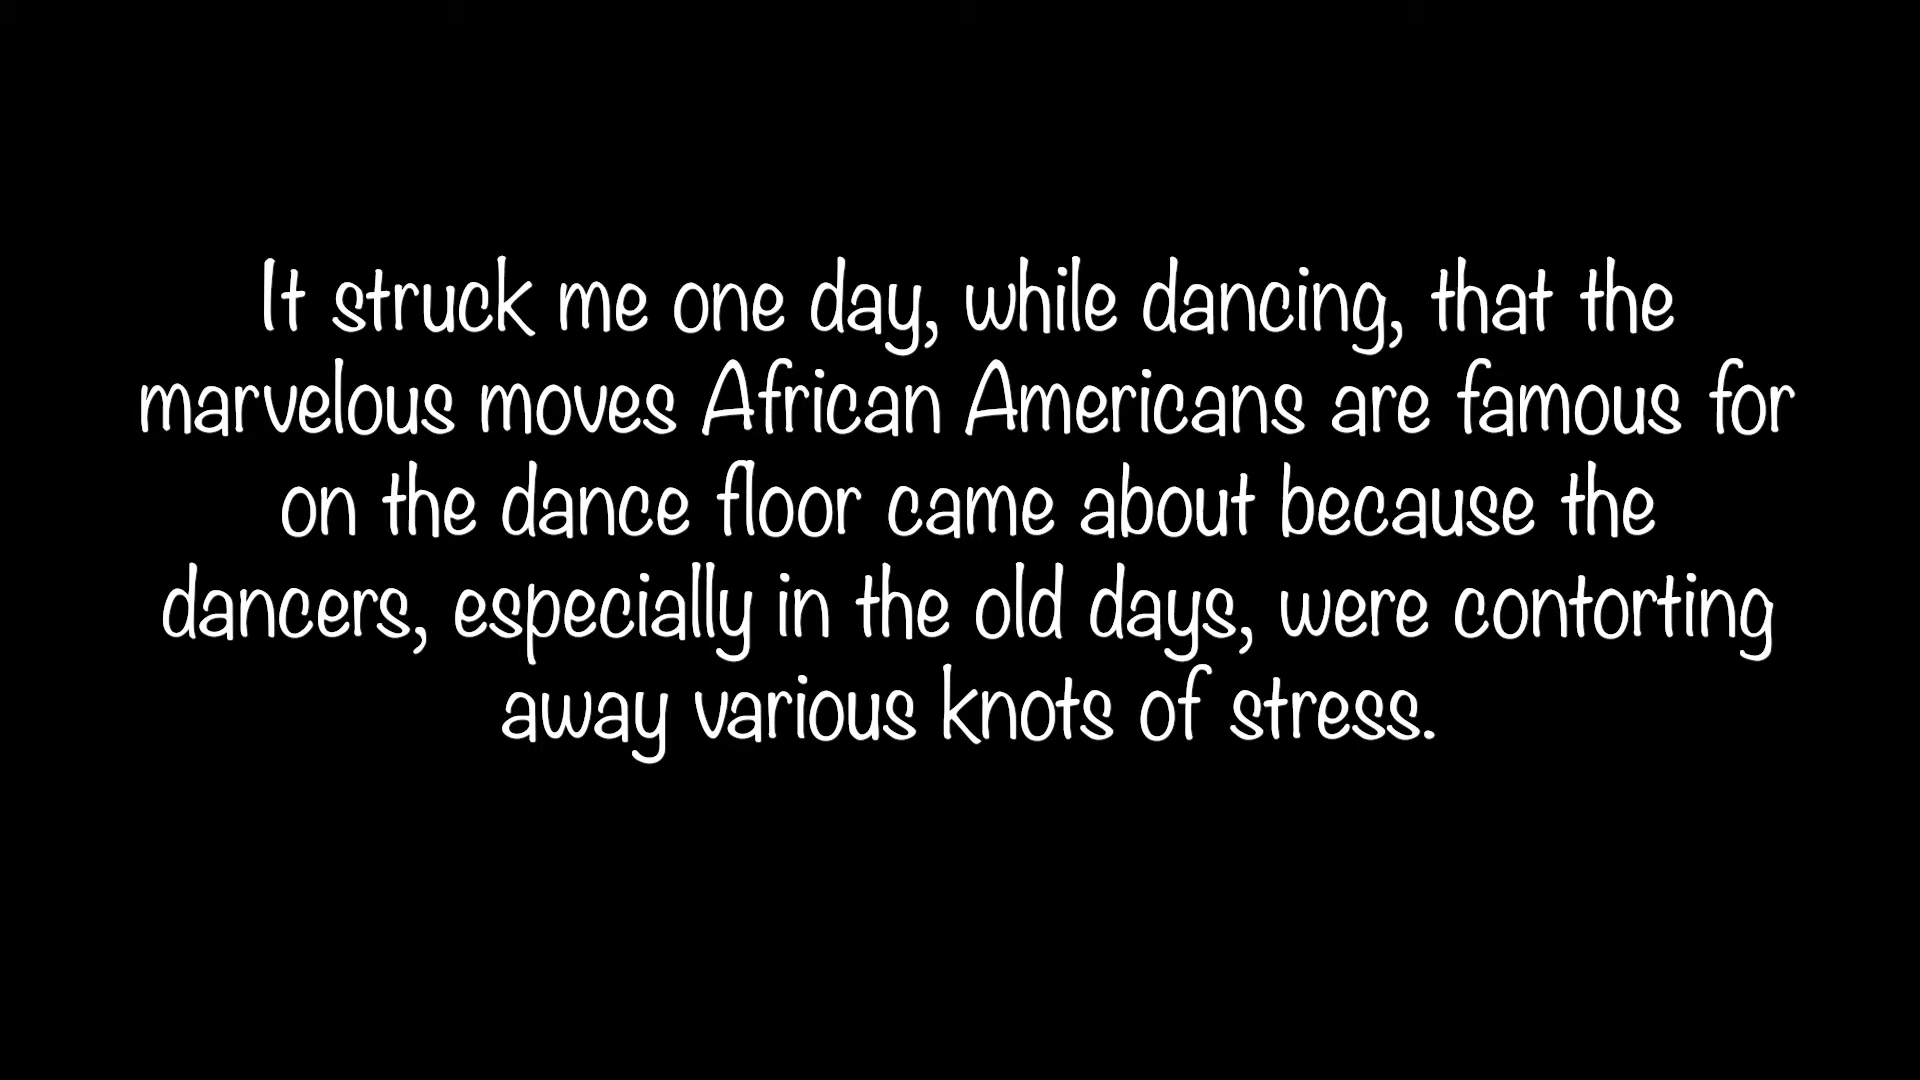 It struck me one day, while dancing, that the
marvelous moves African Americans are famous for
on the dance floor came about because the
dancers, especially in the old days, were contorting
away various knots of stress.